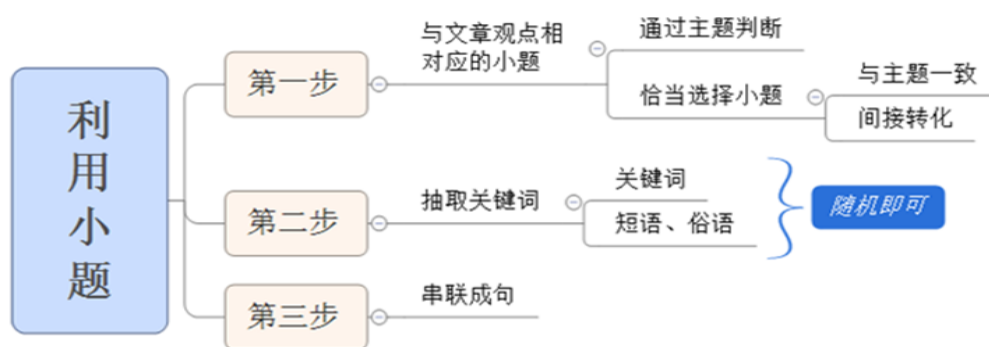 利用小题
第一步
与文章观点相
对应的小题
通过主题判断
恰当选择小题
与主题一致
间接转化
第二步
抽取关键词
关键词
短语、俗语
随机即可
第三步
串联成句